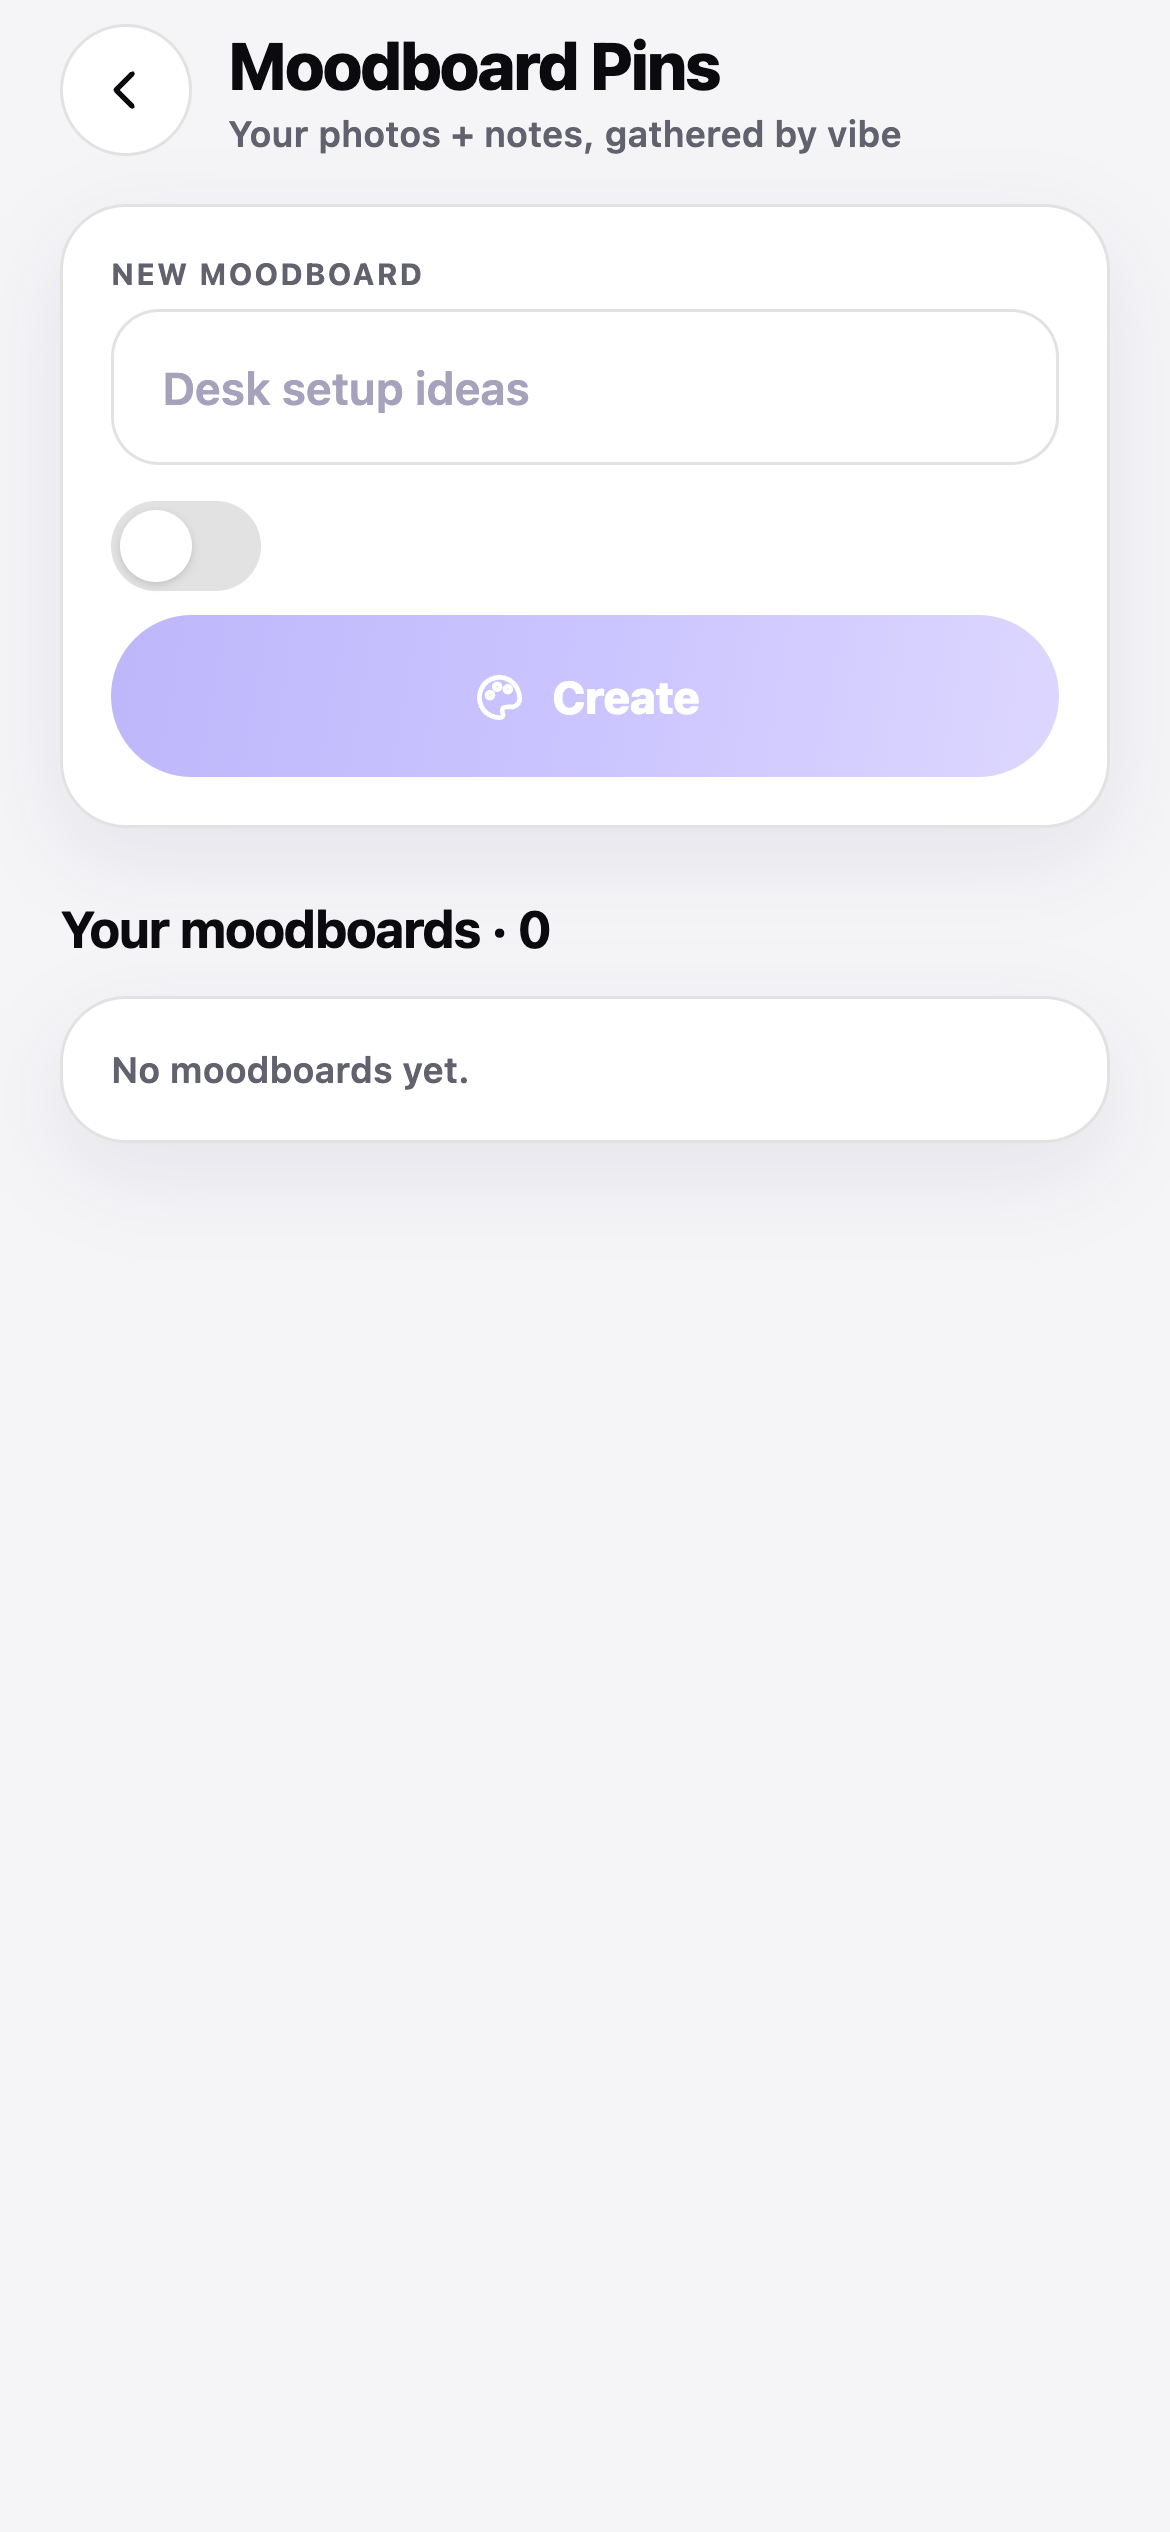 Moodboard Pins
Your photos + notes, gathered by vibe
NEW MOODBOARD
Desk setup ideas
Create
Your moodboards · 0
No moodboards yet.